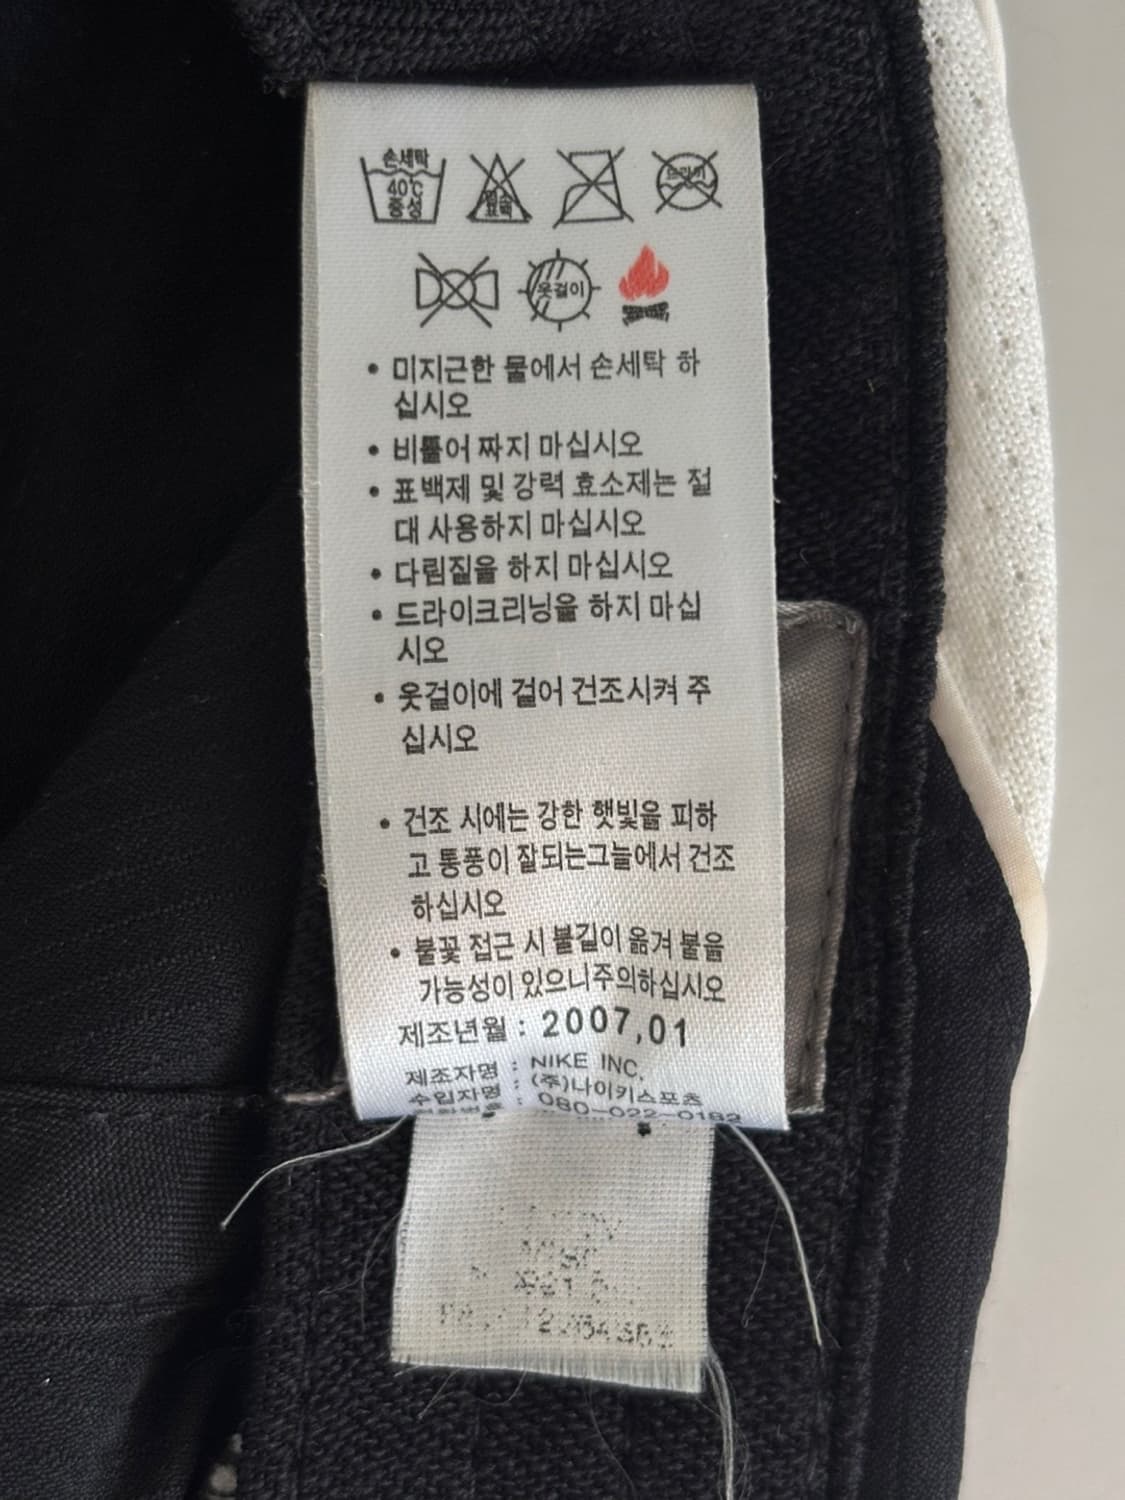 손세탁
40℃
중성
염소
표백
드라이
옷걸이
• 미지근한 물에서 손세탁 하
십시오
• 비틀어 짜지 마십시오
• 표백제 및 강력 효소제는 절
대 사용하지 마십시오
• 다림질을 하지 마십시오
• 드라이크리닝을 하지 마십
시오
• 옷걸이에 걸어 건조시켜 주
십시오
• 건조 시에는 강한 햇빛을 피하
고 통풍이 잘되는그늘에서 건조
하십시오
• 불꽃 접근 시 불길이 옮겨 붙을
가능성이 있으니주의하십시오
제조년월 : 2007,01
제조자명 : NIKE INC.
수입자명 : (주)나이키스포츠
080-022-0182